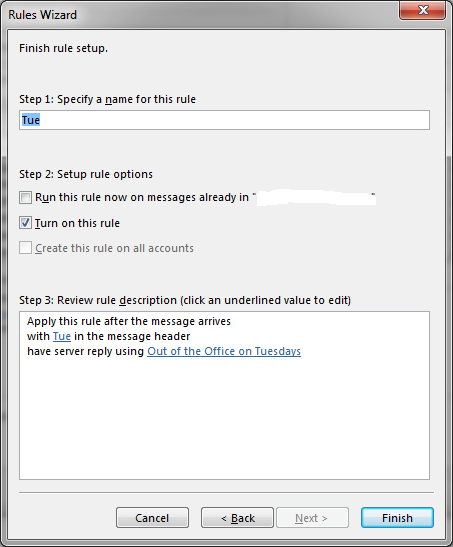 Rules Wizard
Finish rule setup.
Step 1: Specify a name for this rule
Tue
Step 2: Setup rule options
Run this rule now on messages already in " "
Turn on this rule
Create this rule on all accounts
Step 3: Review rule description (click an underlined value to edit)
Apply this rule after the message arrives
with Tue in the message header
have server reply using Out of the Office on Tuesdays
Cancel < Back Next > Finish